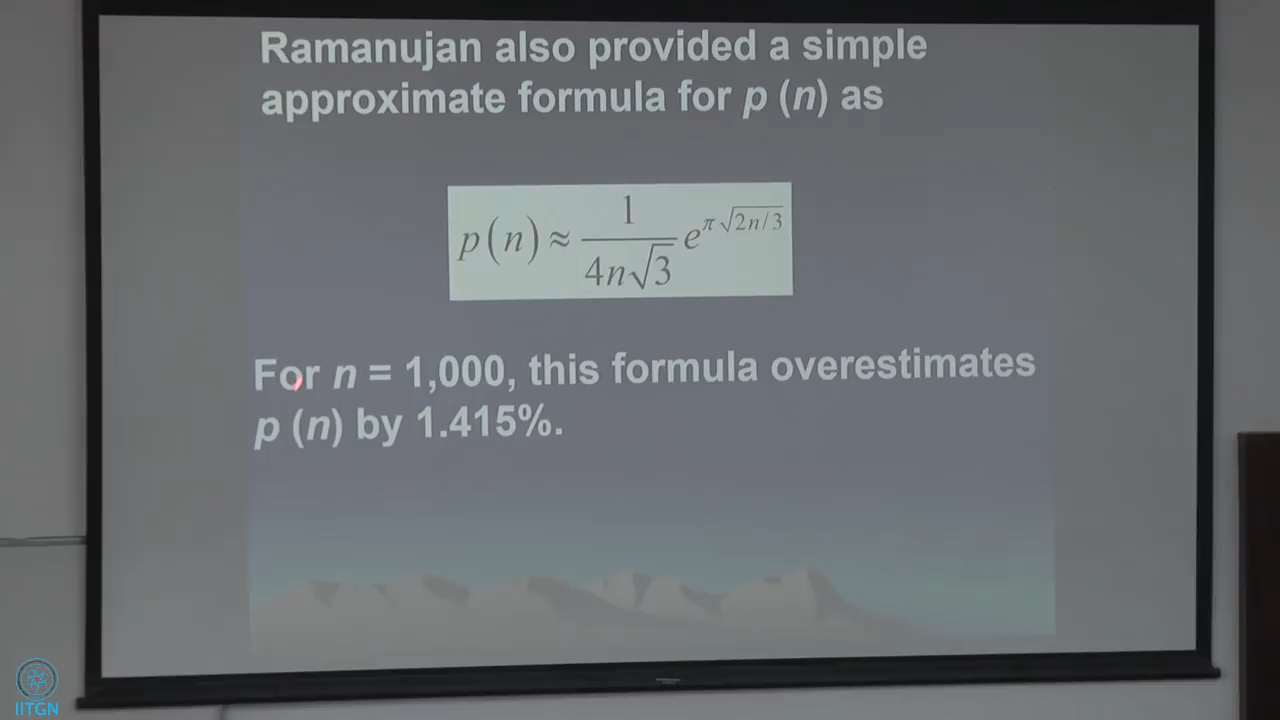 Ramanujan also provided a simple
approximate formula for p (n) as
p(n) ≈ 1/(4n√3) e^(π√(2n/3))
For n = 1,000, this formula overestimates
p (n) by 1.415%.
IITGN